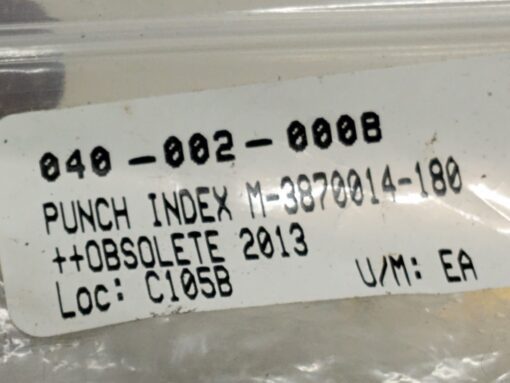 040-002-0008
PUNCH INDEX M-3870014-180
++OBSOLETE 2013
Loc: C105B
U/M: EA